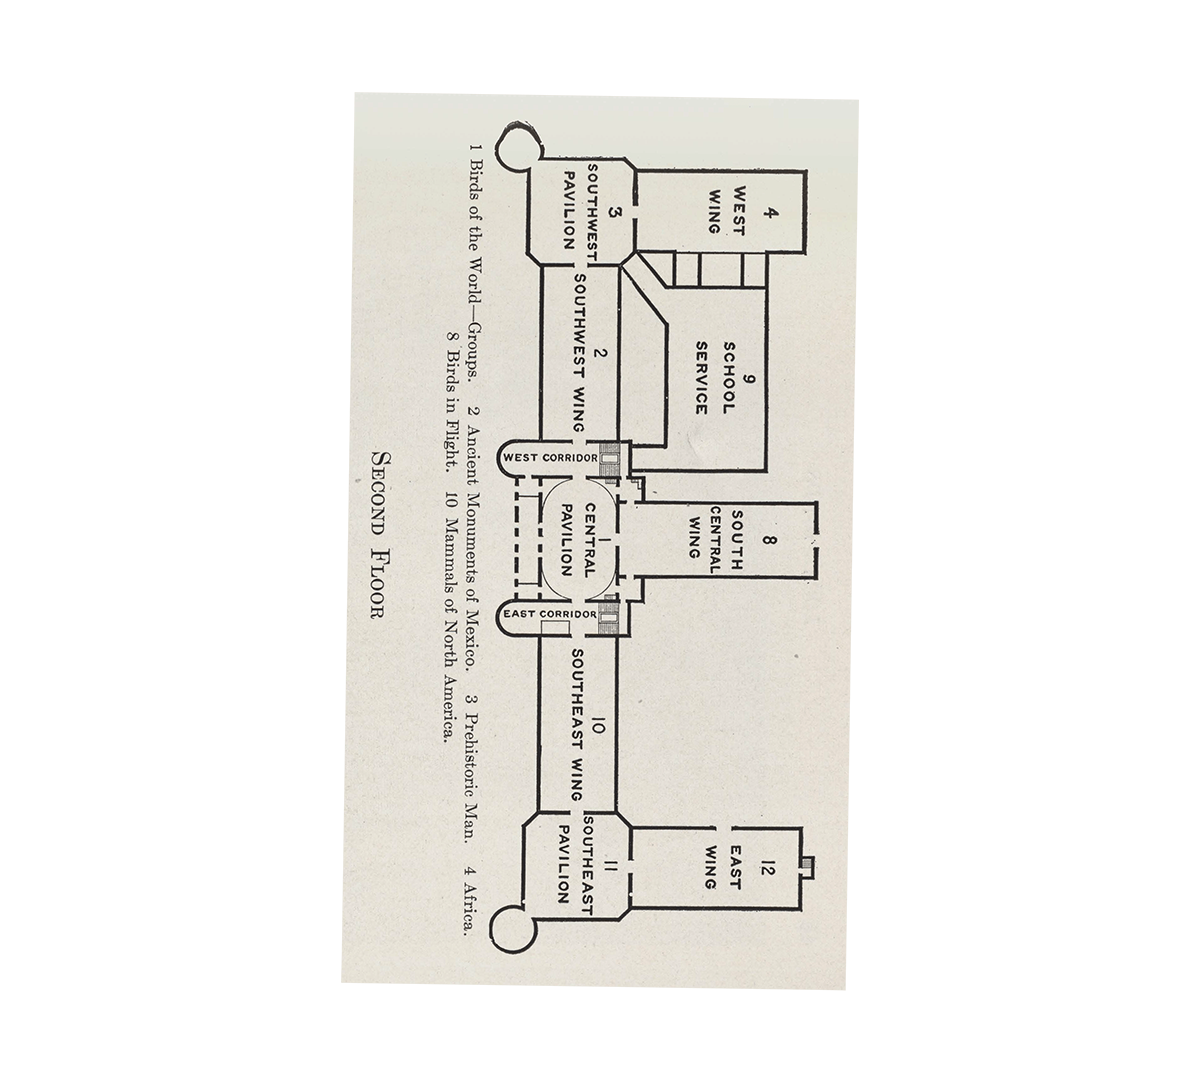 4
WEST
WING
3
SOUTHWEST
PAVILION
2
SOUTHWEST WING
9
SCHOOL
SERVICE
WEST CORRIDOR
8
SOUTH
CENTRAL
WING
1
CENTRAL
PAVILION
EAST CORRIDOR
10
SOUTHEAST WING
12
EAST
WING
11
SOUTHEAST
PAVILION
1 Birds of the World—Groups. 2 Ancient Monuments of Mexico. 3 Prehistoric Man. 4 Africa.
8 Birds in Flight. 10 Mammals of North America.
SECOND FLOOR